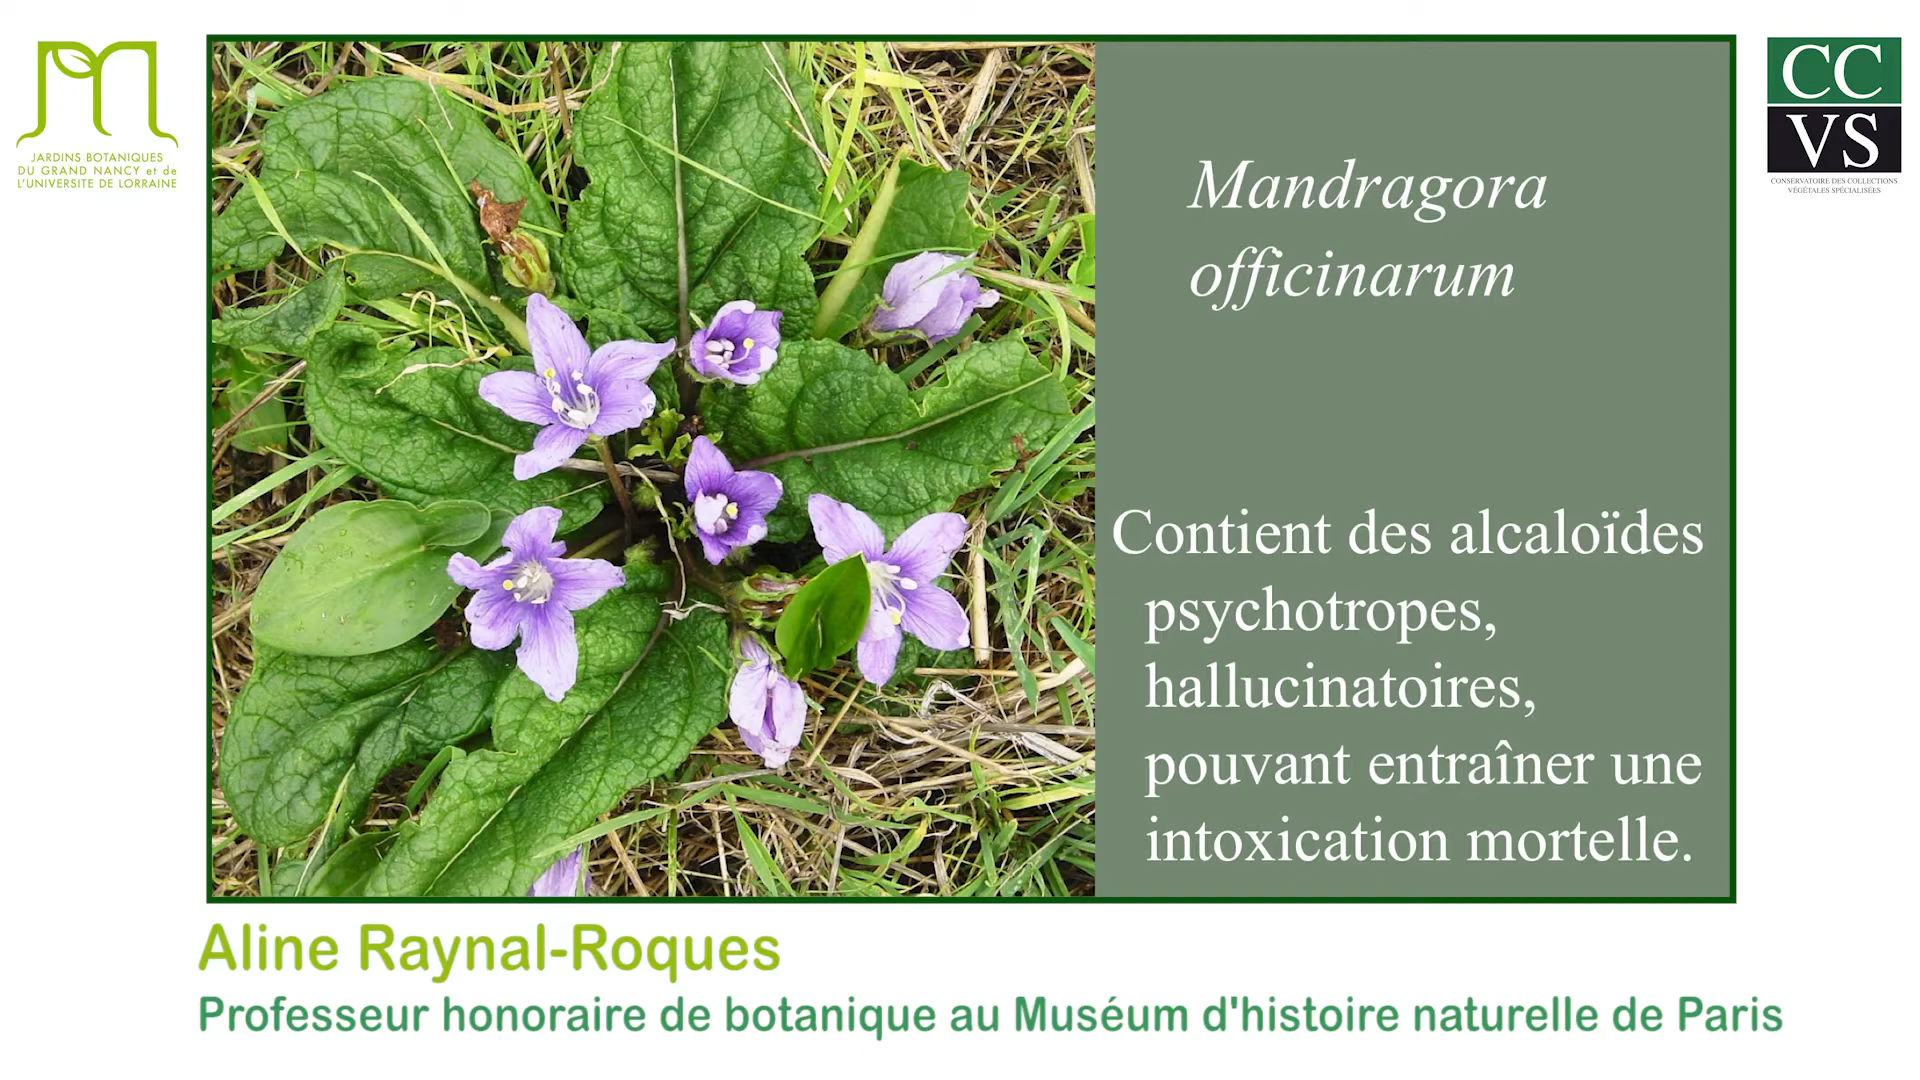 JARDINS BOTANIQUES
DU GRAND NANCY et de
L'UNIVERSITE DE LORRAINE
CC
VS
CONSERVATOIRE DES COLLECTIONS
VÉGÉTALES SPÉCIALISÉES
Mandragora
officinarum
Contient des alcaloïdes
psychotropes,
hallucinatoires,
pouvant entraîner une
intoxication mortelle.
Aline Raynal-Roques
Professeur honoraire de botanique au Muséum d'histoire naturelle de Paris